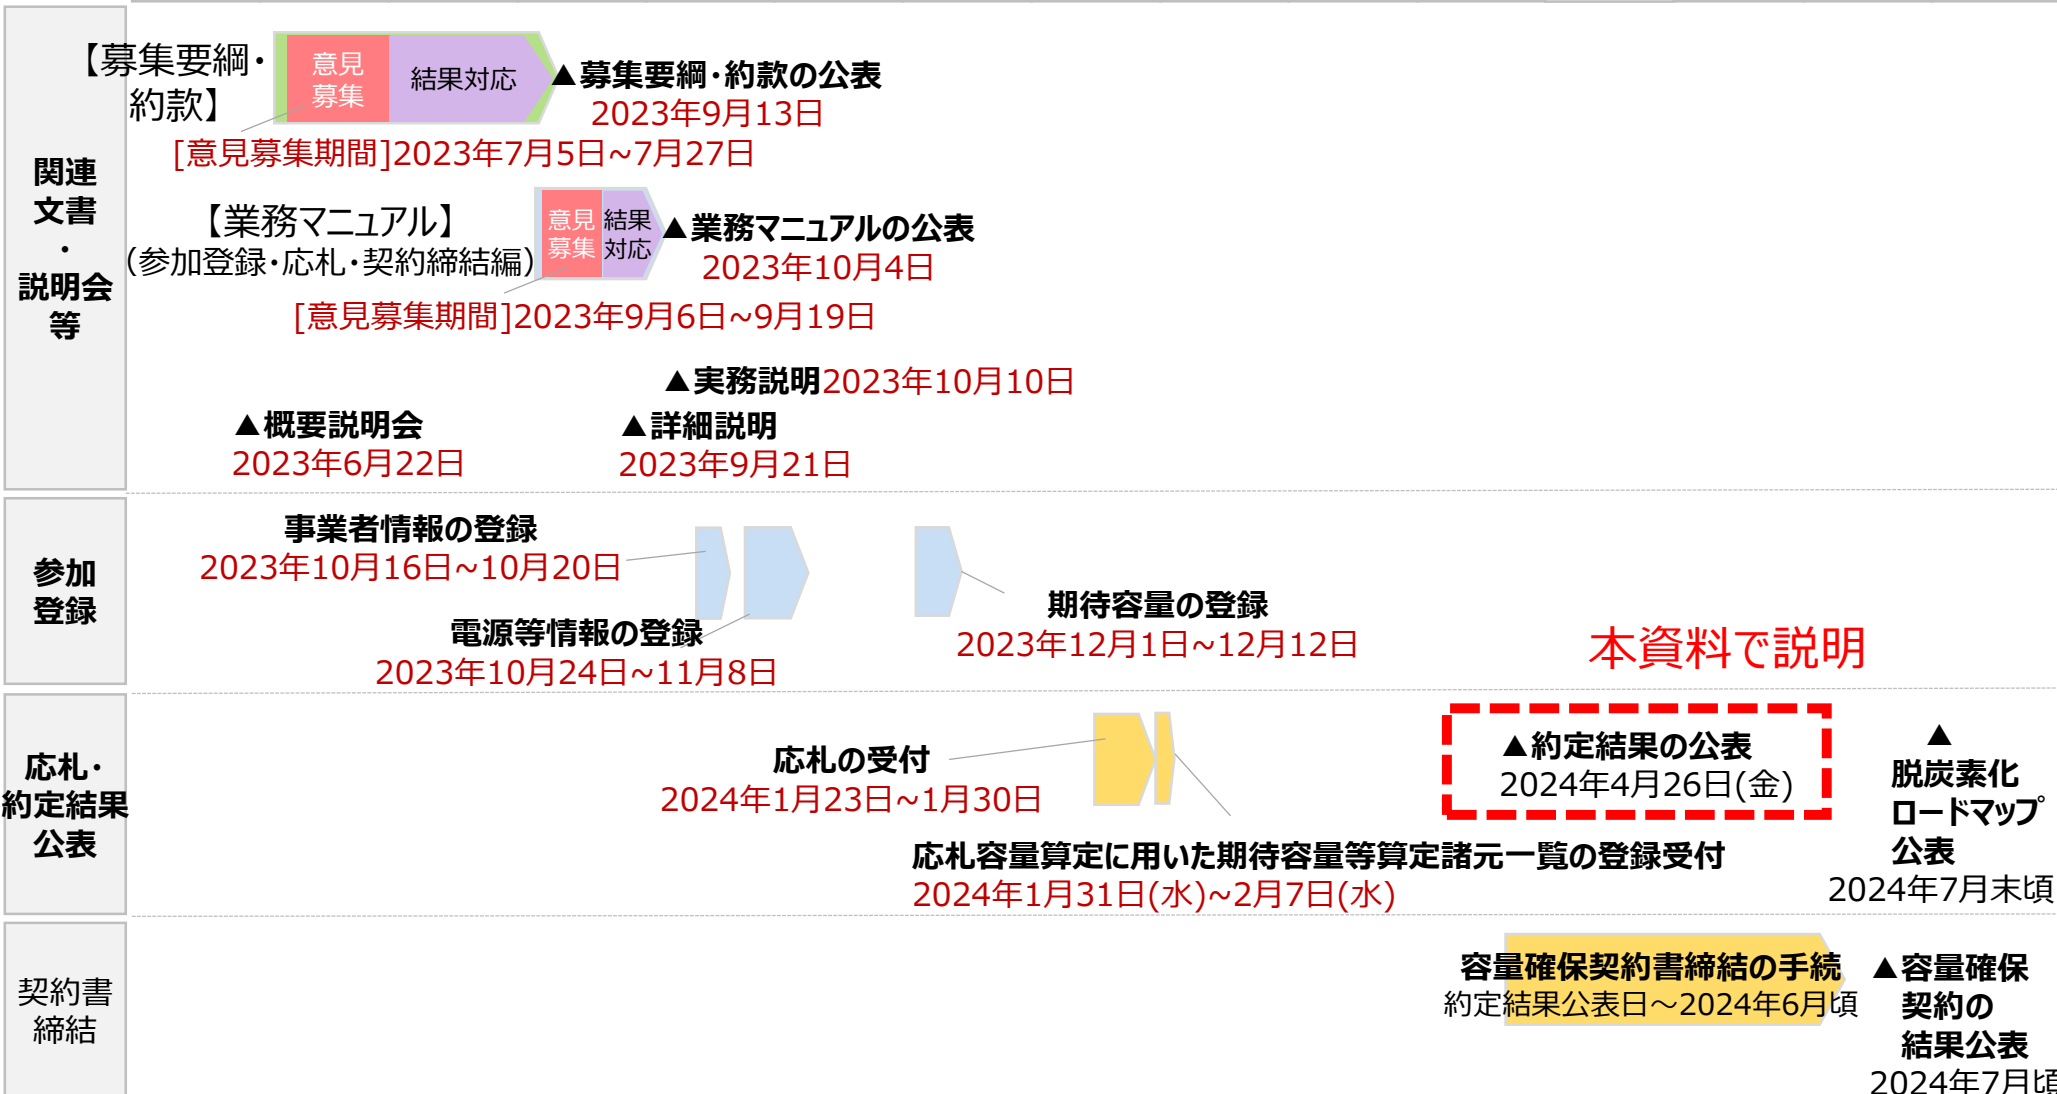 関連
文書
・
説明会
等
【募集要綱・
約款】
意見
募集
結果対応
▲募集要綱・約款の公表
2023年9月13日
[意見募集期間]2023年7月5日~7月27日
【業務マニュアル】
(参加登録・応札・契約締結編)
意見
募集
結果
対応
▲業務マニュアルの公表
2023年10月4日
[意見募集期間]2023年9月6日~9月19日
▲実務説明2023年10月10日
▲概要説明会
2023年6月22日
▲詳細説明
2023年9月21日
参加
登録
事業者情報の登録
2023年10月16日~10月20日
電源等情報の登録
2023年10月24日~11月8日
期待容量の登録
2023年12月1日~12月12日
本資料で説明
応札・
約定結果
公表
応札の受付
2024年1月23日~1月30日
▲約定結果の公表
2024年4月26日(金)
▲
脱炭素化
ロードマップ
公表
2024年7月末頃
応札容量算定に用いた期待容量等算定諸元一覧の登録受付
2024年1月31日(水)~2月7日(水)
契約書
締結
容量確保契約書締結の手続
約定結果公表日～2024年6月頃
▲容量確保
契約の
結果公表
2024年7月頃